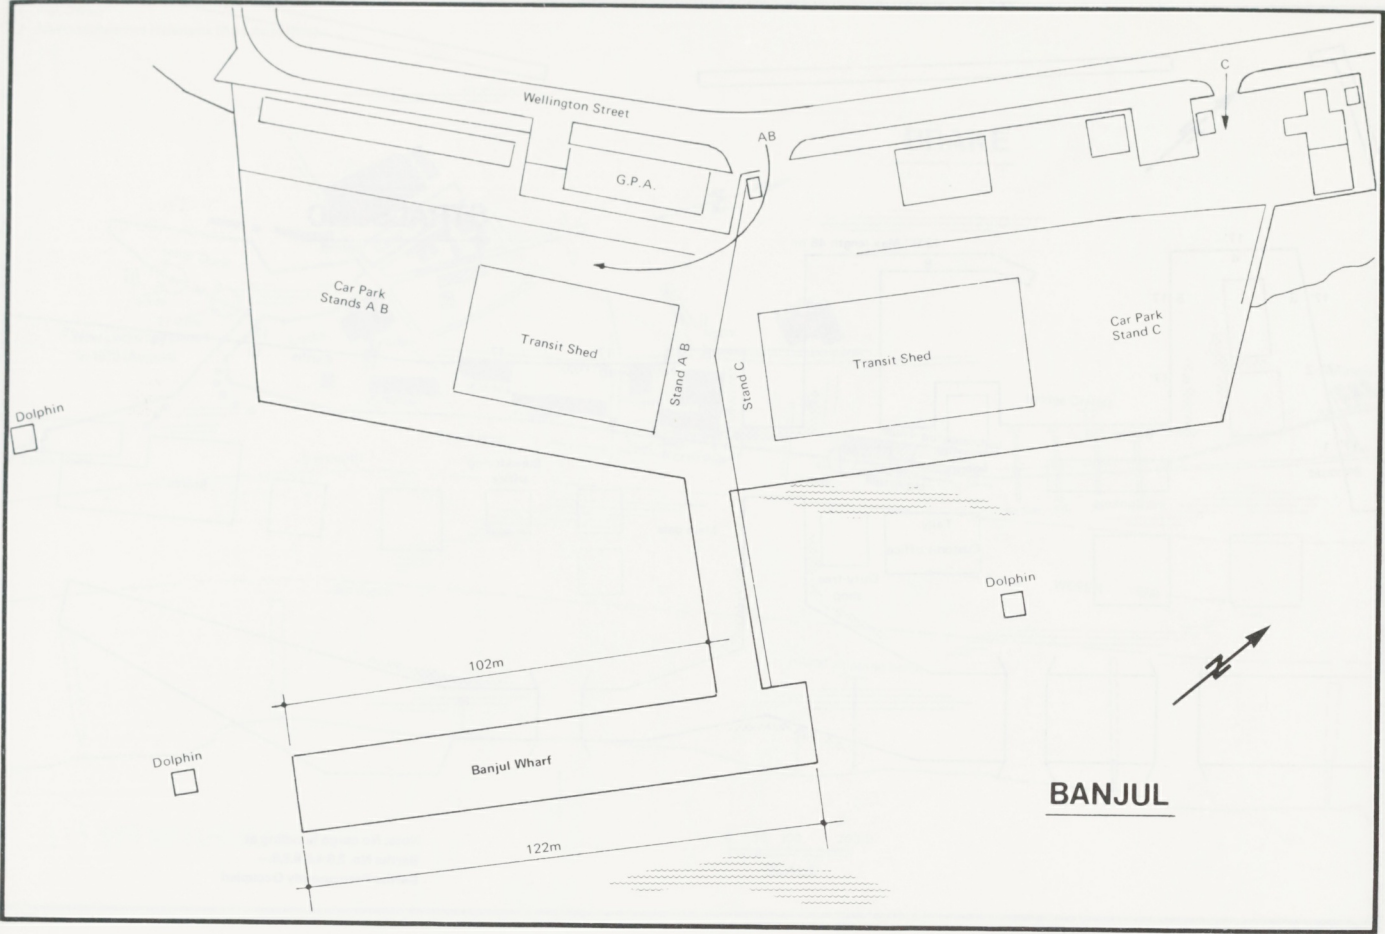 C
Wellington Street
AB
G.P.A.
Car Park
Stands A B
Transit Shed
Stand A B
Stand C
Transit Shed
Car Park
Stand C
Dolphin
Dolphin
N
102m
Dolphin
Banjul Wharf
BANJUL
122m